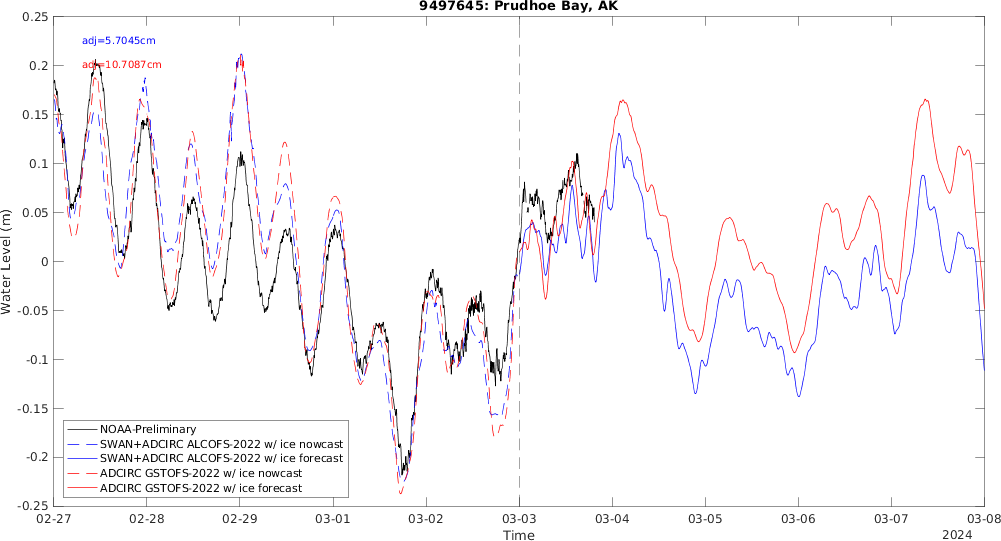 9497645: Prudhoe Bay, AK
0.25
0.2
0.15
0.1
0.05
0
-0.05
-0.1
-0.15
-0.2
-0.25
Water Level (m)
adj=5.7045cm
adj=10.7087cm
NOAA-Preliminary
SWAN+ADCIRC ALCOFS-2022 w/ ice nowcast
SWAN+ADCIRC ALCOFS-2022 w/ ice forecast
ADCIRC GSTOFS-2022 w/ ice nowcast
ADCIRC GSTOFS-2022 w/ ice forecast
02-27 02-28 02-29 03-01 03-02 03-03 03-04 03-05 03-06 03-07 03-08
Time
2024